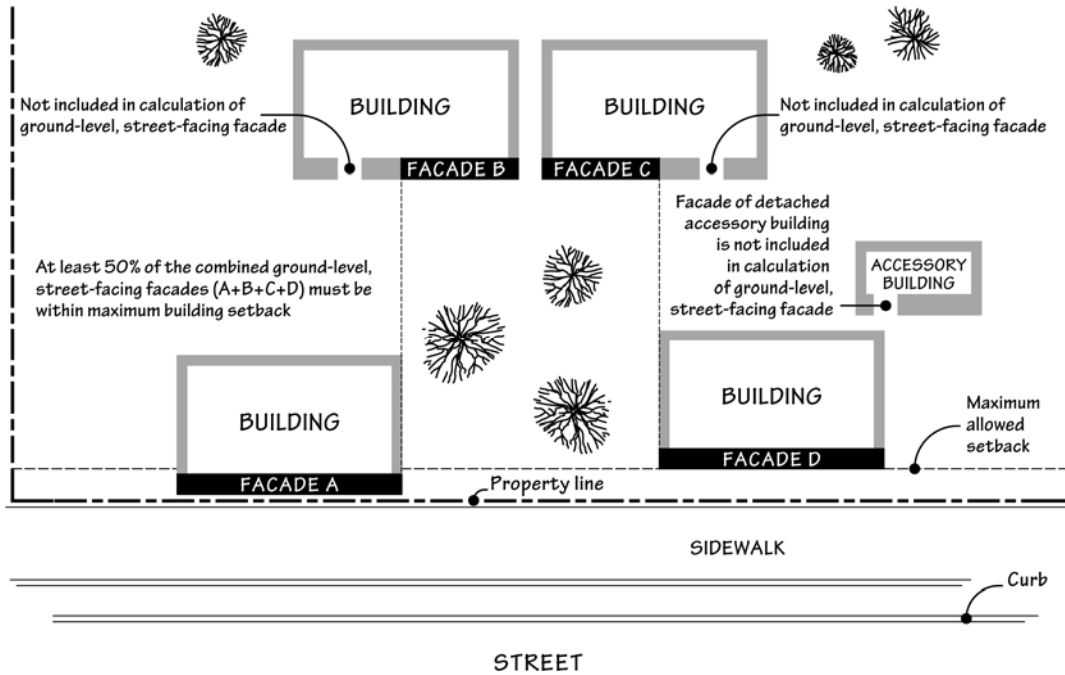 Not included in calculation of
ground-level, street-facing facade
BUILDING
FACADE B
BUILDING
FACADE C
Not included in calculation of
ground-level, street-facing facade
Facade of detached
accessory building
is not included
in calculation
of ground-level,
street-facing facade
ACCESSORY
BUILDING
At least 50% of the combined ground-level,
street-facing facades (A+B+C+D) must be
within maximum building setback
BUILDING
FACADE A
BUILDING
FACADE D
Maximum
allowed
setback
Property line
SIDEWALK
Curb
STREET